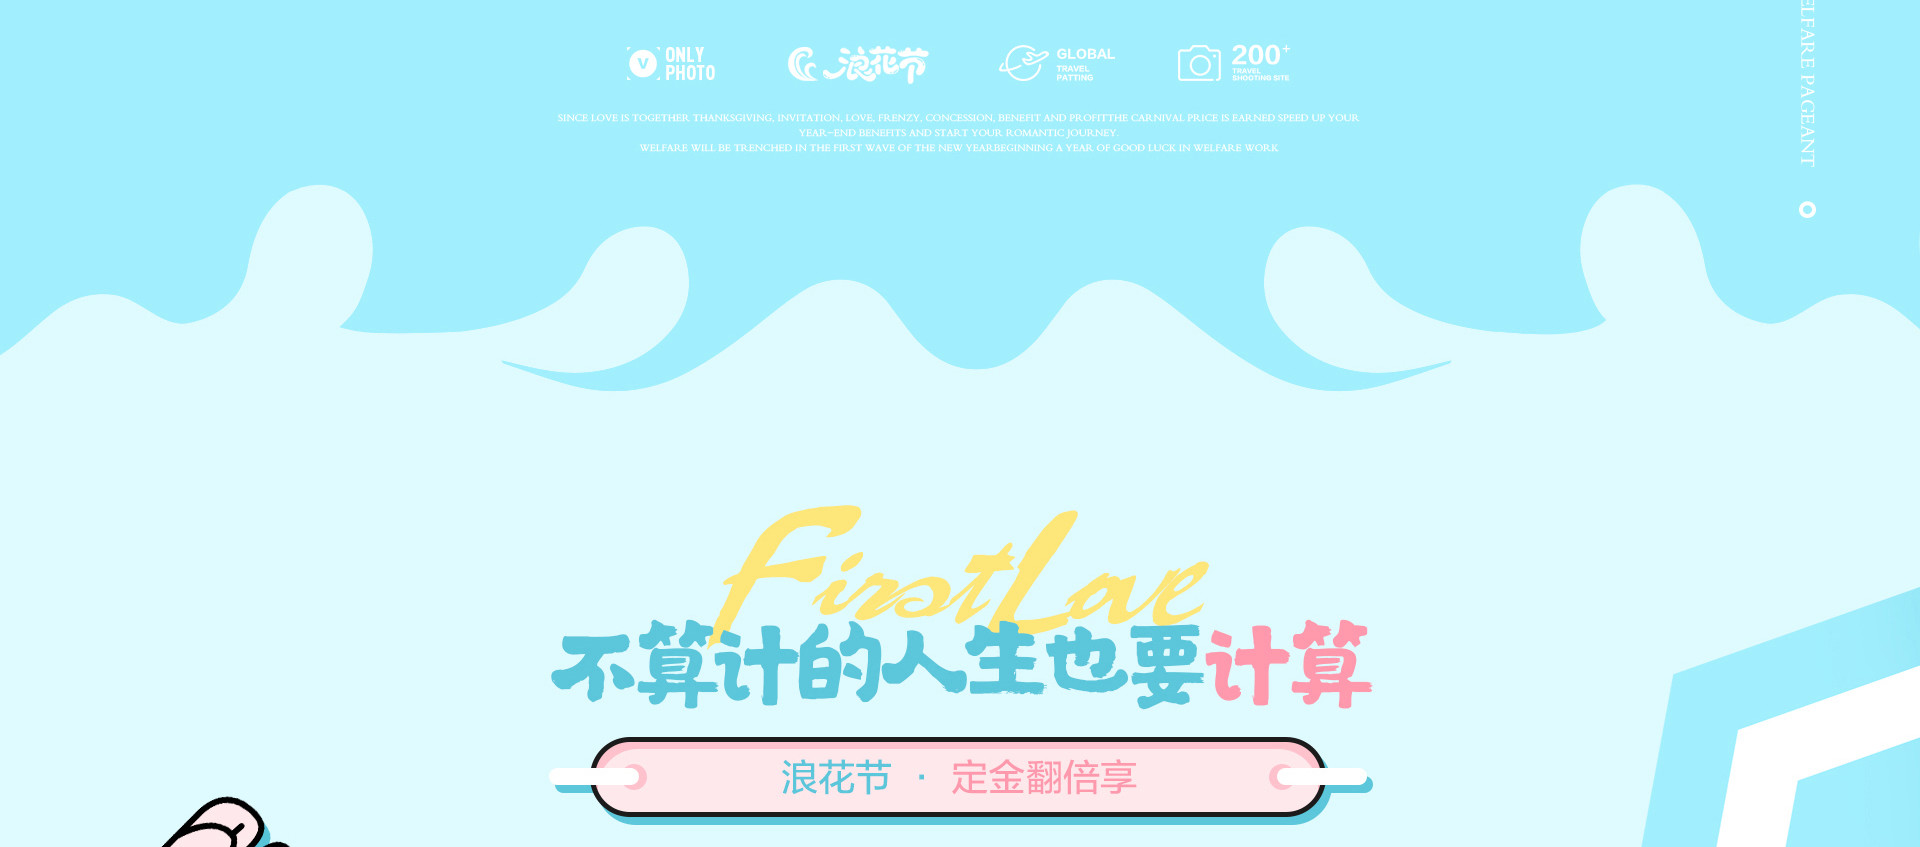 V ONLY PHOTO
浪花节
GLOBAL TRAVEL PATTING
200+ TRAVEL SHOOTING SITE
SINCE LOVE IS TOGETHER THANKSGIVING, INVITATION, LOVE, FRENZY, CONCESSION, BENEFIT AND PROFITTHE CARNIVAL PRICE IS EARNED SPEED UP YOUR
YEAR-END BENEFITS AND START YOUR ROMANTIC JOURNEY.
WELFARE WILL BE TRENCHED IN THE FIRST WAVE OF THE NEW YEARBEGINNING A YEAR OF GOOD LUCK IN WELFARE WORK
ELFARE PAGEANT
First Love
不算计的人生也要计算
浪花节 · 定金翻倍享